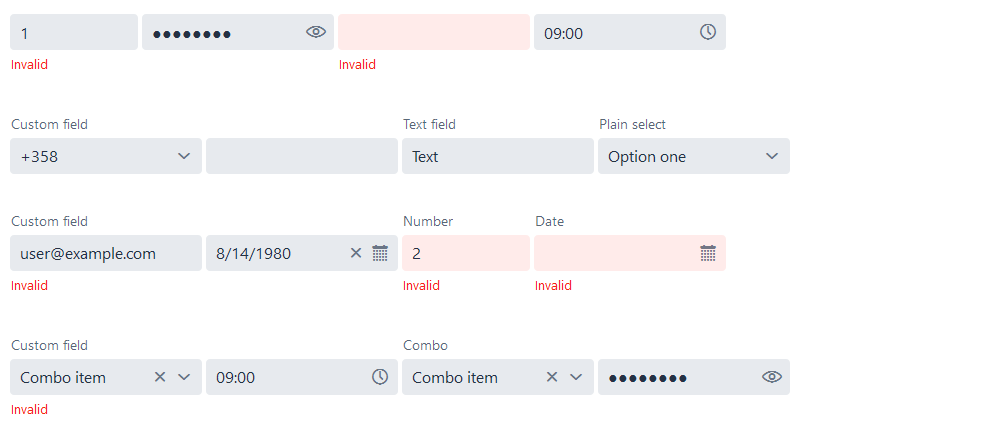 1 ●●●●●●●● 09:00
Invalid Invalid
Custom field Text field Plain select
+358 Text Option one
Custom field Number Date
user@example.com 8/14/1980 2
Invalid Invalid Invalid
Custom field Combo
Combo item 09:00 Combo item ●●●●●●●●
Invalid